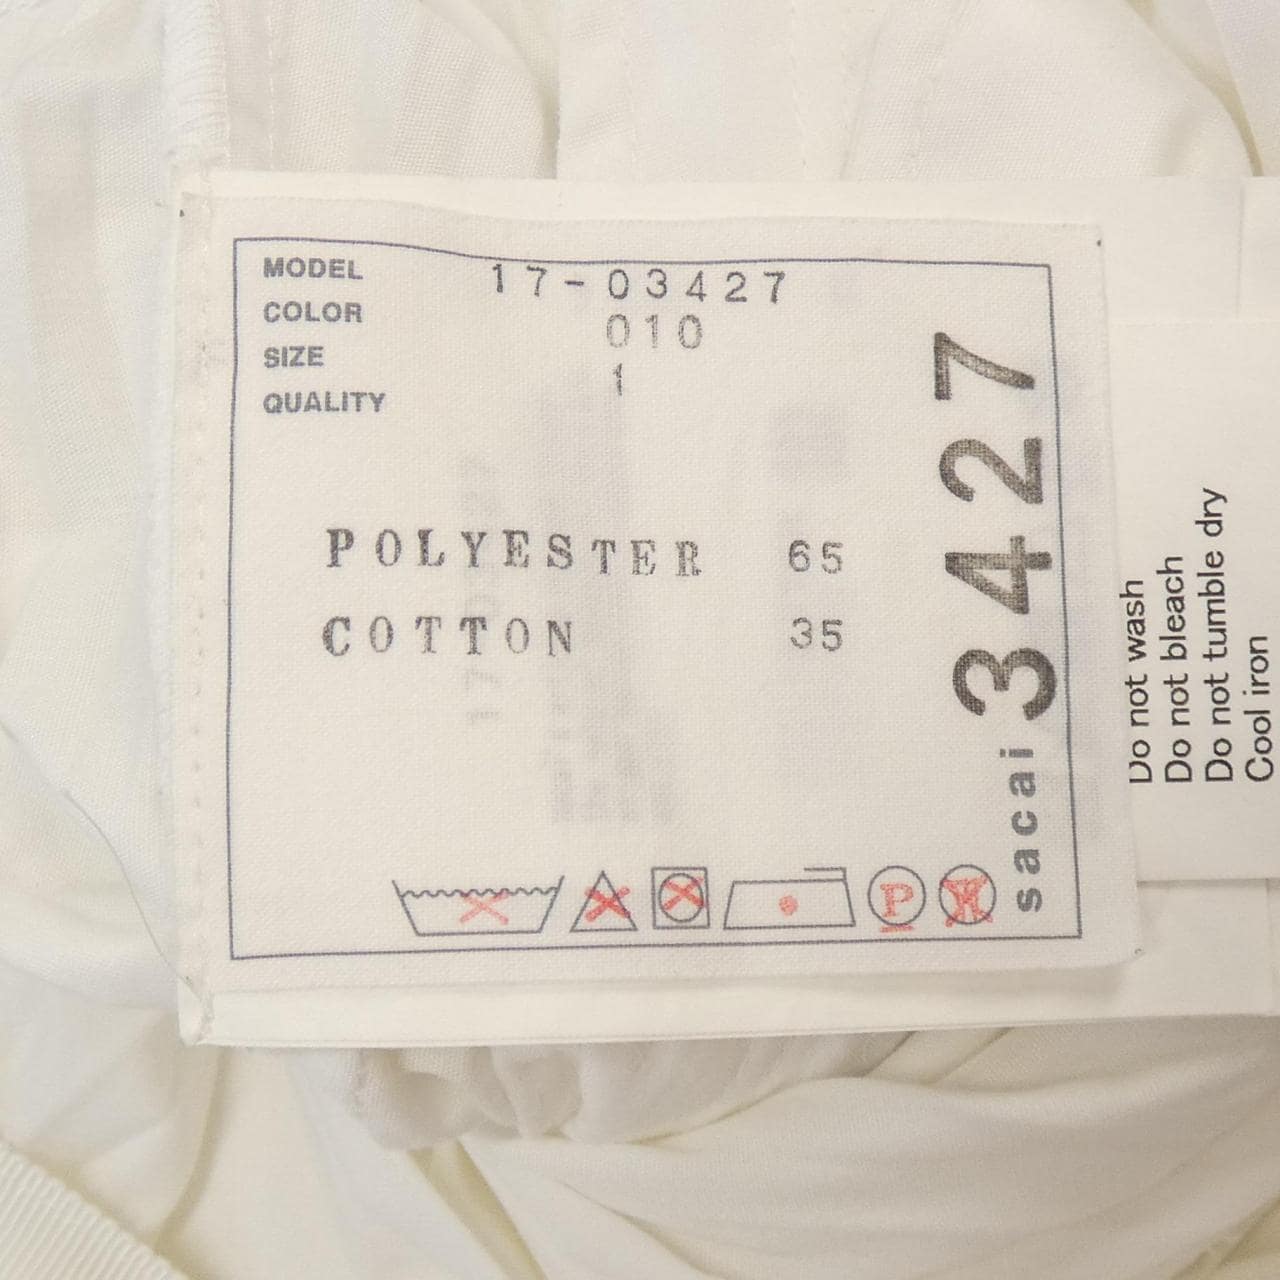 MODEL 17-03427
COLOR 010
SIZE 1
QUALITY
POLYESTER 65
COTTON 35
P
W
sacai 3427
Do not wash
Do not bleach
Do not tumble dry
Cool iron